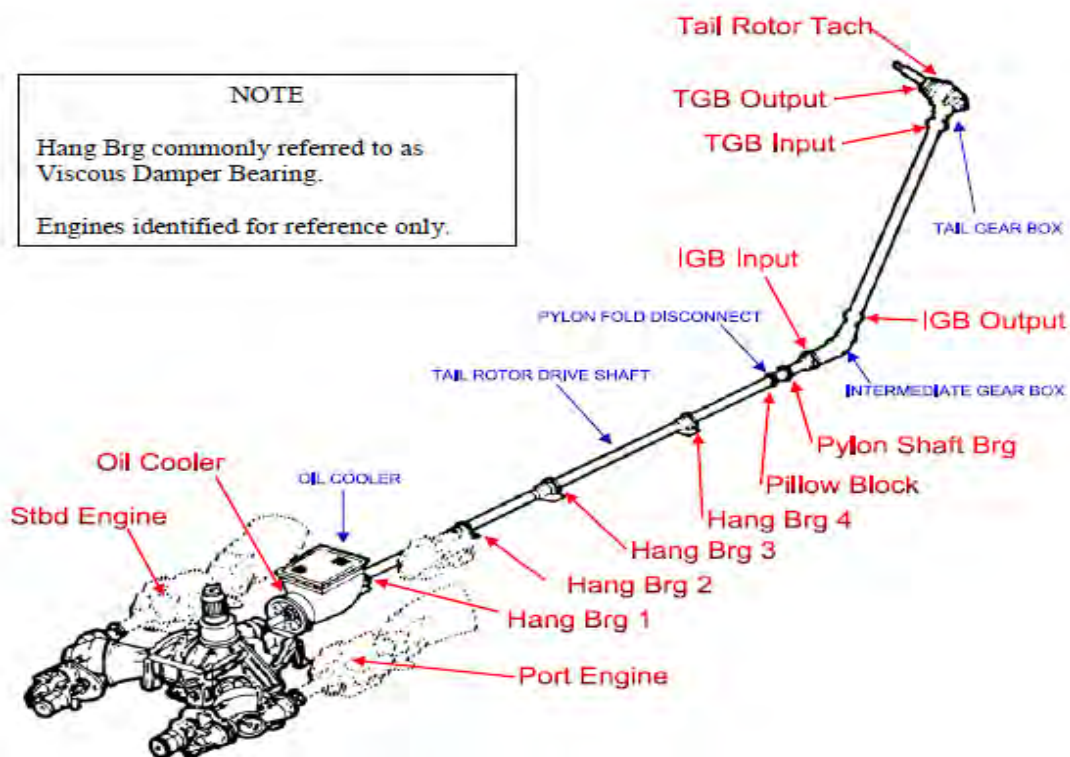 Tail Rotor Tach
NOTE
TGB Output
Hang Brg commonly referred to as
Viscous Damper Bearing.
TGB Input
Engines identified for reference only.
TAIL GEAR BOX
IGB Input
PYLON FOLD DISCONNECT
IGB Output
TAIL ROTOR DRIVE SHAFT
INTERMEDIATE GEAR BOX
Pylon Shaft Brg
Oil Cooler
OIL COOLER
Pillow Block
Stbd Engine
Hang Brg 4
Hang Brg 3
Hang Brg 2
Hang Brg 1
Port Engine